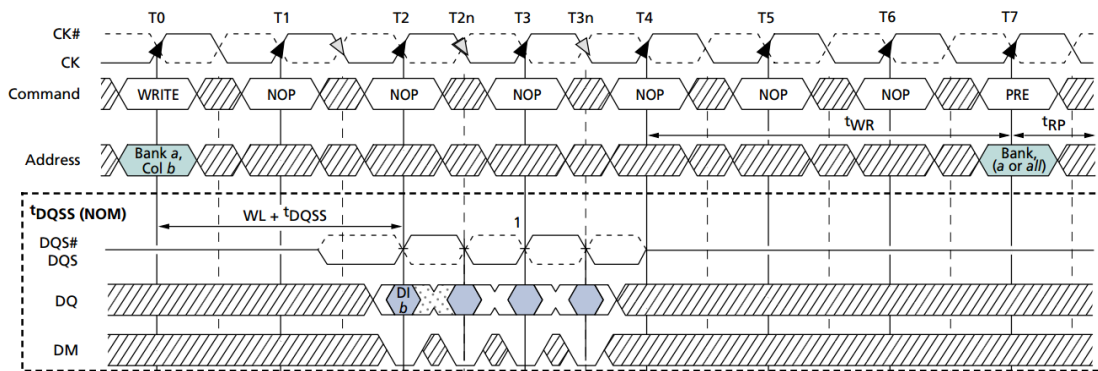 T0 T1 T2 T2n T3 T3n T4 T5 T6 T7
CK#
CK
Command WRITE NOP NOP NOP NOP NOP NOP PRE
tWR tRP
Address Bank a, Col b Bank, (a or all)
tDQSS (NOM)
WL + tDQSS
1
DQS#
DQS
DQ DI b
DM